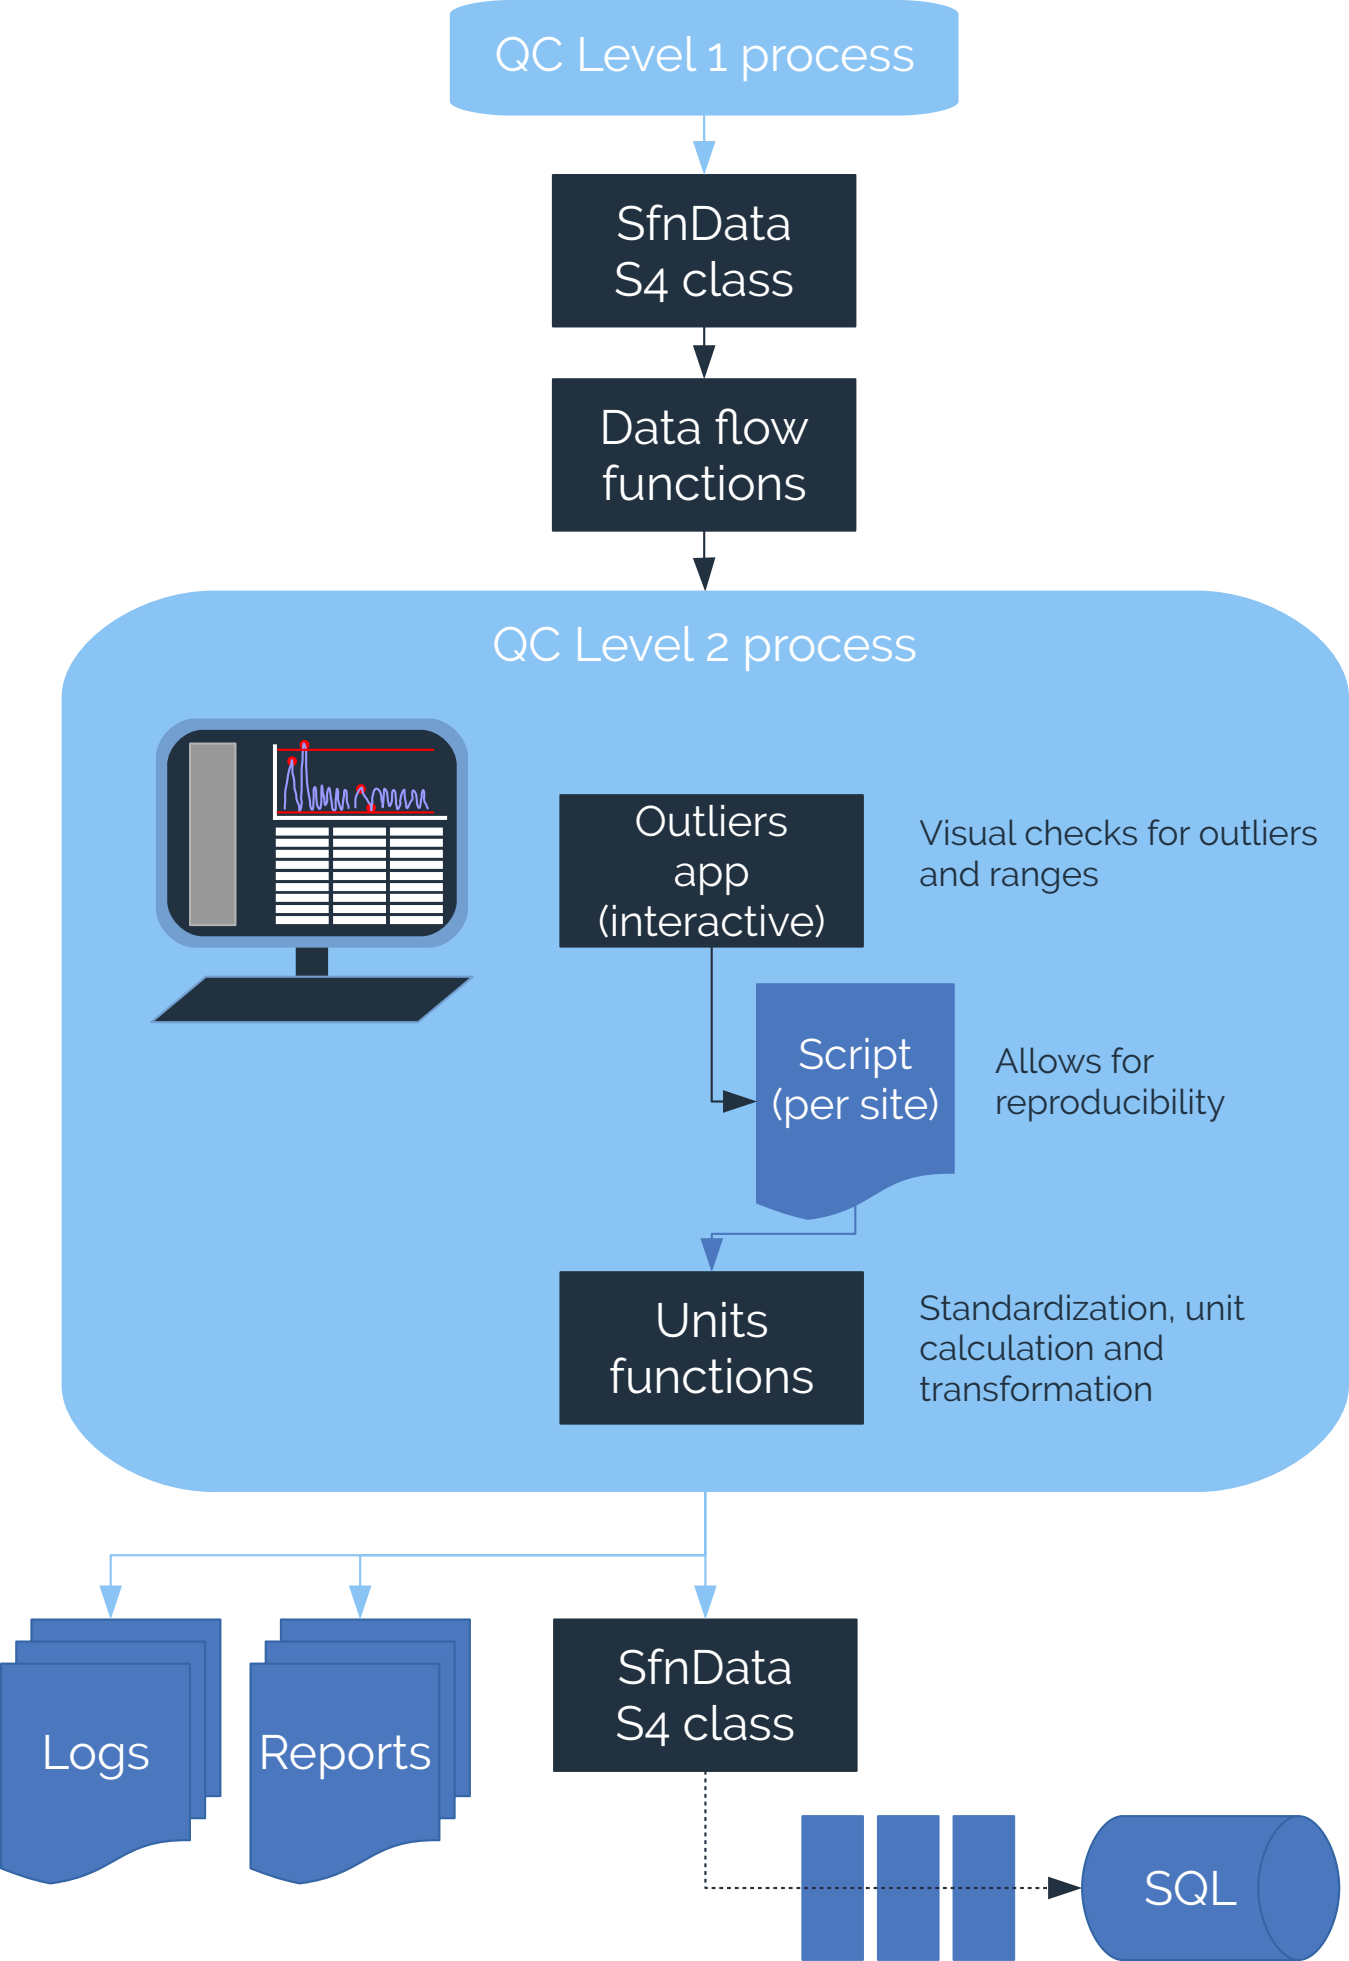 QC Level 1 process
SfnData
S4 class
Data flow
functions
QC Level 2 process
Outliers
app
(interactive)
Visual checks for outliers
and ranges
Script
(per site)
Allows for
reproducibility
Units
functions
Standardization, unit
calculation and
transformation
Logs
Reports
SfnData
S4 class
SQL